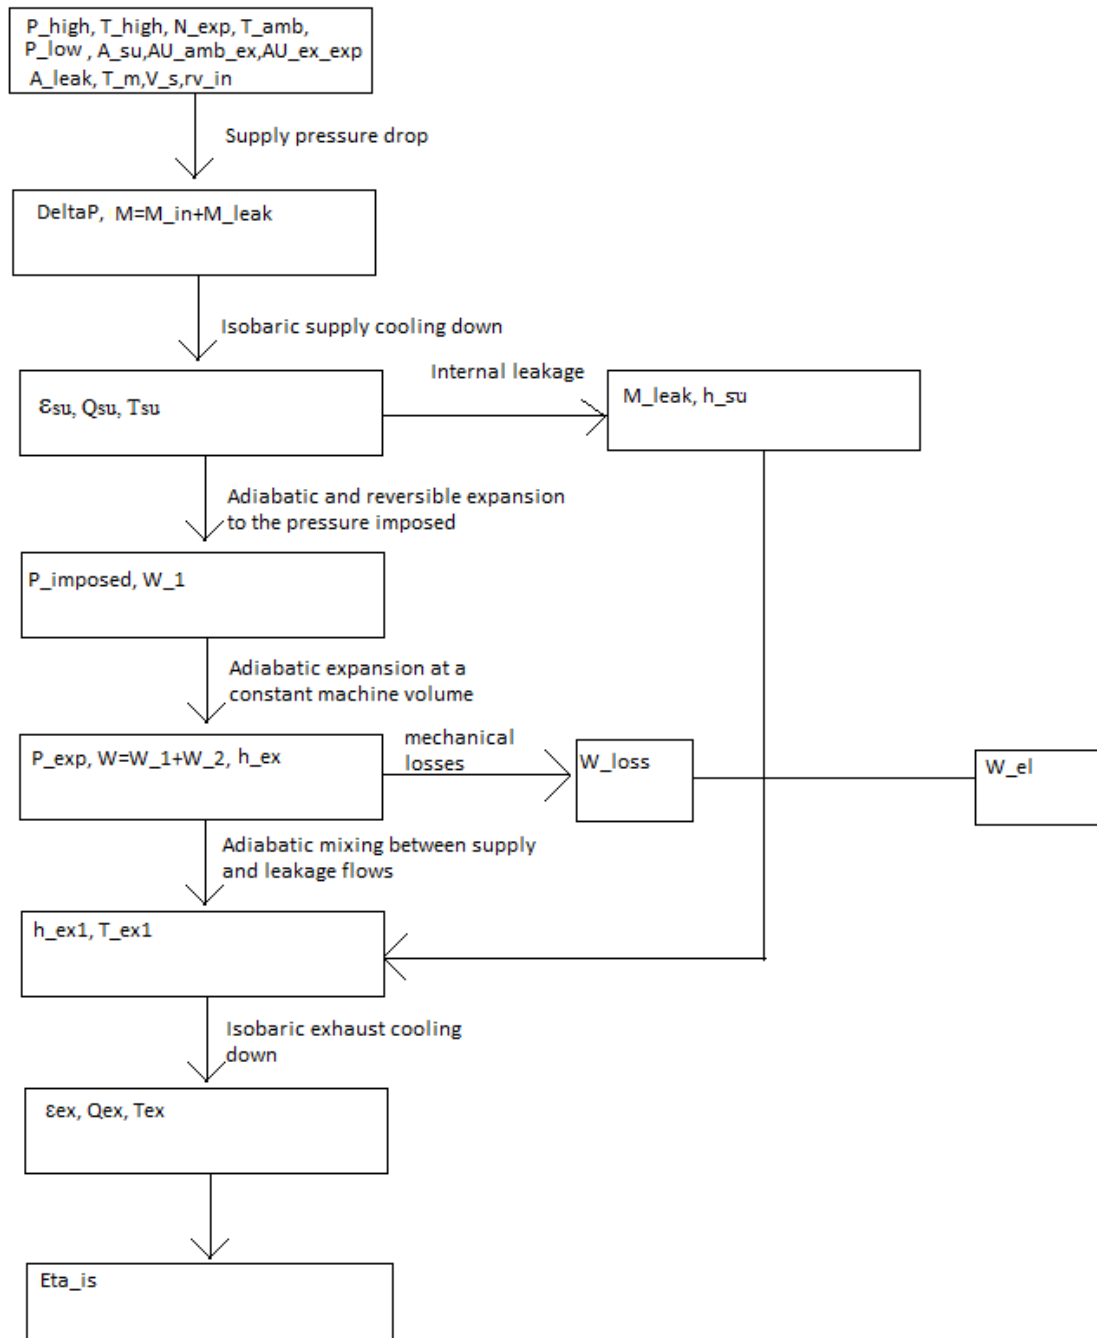 P_high, T_high, N_exp, T_amb,
P_low , A_su,AU_amb_ex,AU_ex_exp
A_leak, T_m,V_s,rv_in
Supply pressure drop
DeltaP, M=M_in+M_leak
Isobaric supply cooling down
Internal leakage
εsu, Qsu, Tsu
M_leak, h_su
Adiabatic and reversible expansion
to the pressure imposed
P_imposed, W_1
Adiabatic expansion at a
constant machine volume
mechanical
losses
P_exp, W=W_1+W_2, h_ex
W_loss
W_el
Adiabatic mixing between supply
and leakage flows
h_ex1, T_ex1
Isobaric exhaust cooling
down
εex, Qex, Tex
Eta_is